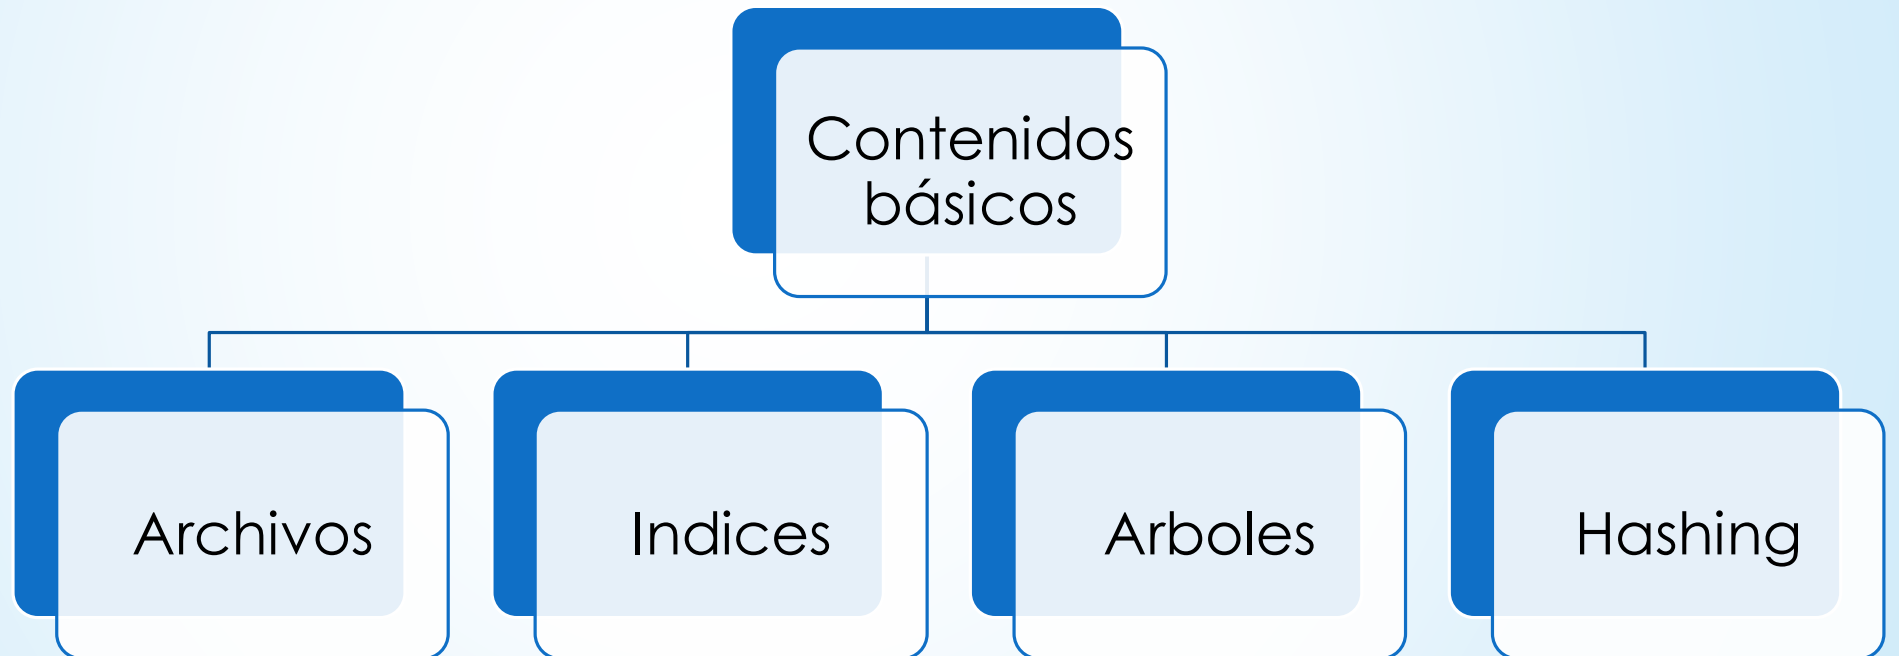 Contenidos
básicos
Archivos
Indices
Arboles
Hashing